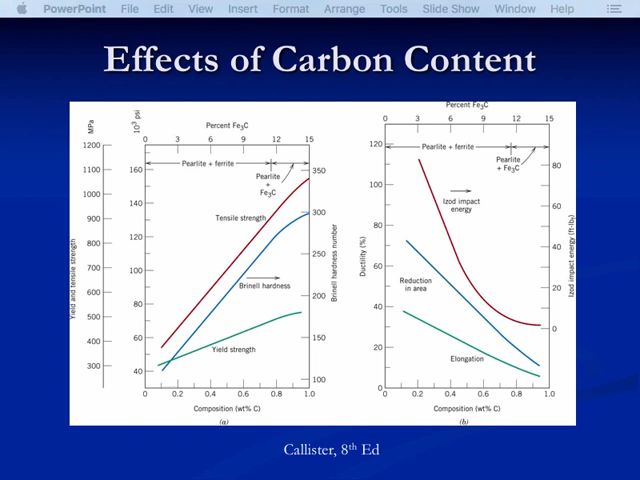 PowerPoint File Edit View Insert Format Arrange Tools Slide Show Window Help
Effects of Carbon Content
Percent Fe3C
0 3 6 9 12 15
MPa
10³ psi
1200
1100
1000
900
800
700
600
500
400
300
Yield and tensile strength
160
140
120
100
80
60
40
Pearlite + ferrite
Pearlite
+
Fe3C
Tensile strength
Brinell hardness
Yield strength
350
300
250
200
150
100
Brinell hardness number
0 0.2 0.4 0.6 0.8 1.0
Composition (wt% C)
(a)
Percent Fe3C
0 3 6 9 12 15
120
100
80
60
40
20
0
Ductility (%)
Pearlite + ferrite
Pearlite
+ Fe3C
Izod impact
energy
Reduction
in area
Elongation
80
60
40
20
0
Izod impact energy (ft-lbf)
0 0.2 0.4 0.6 0.8 1.0
Composition (wt% C)
(b)
Callister, 8th Ed